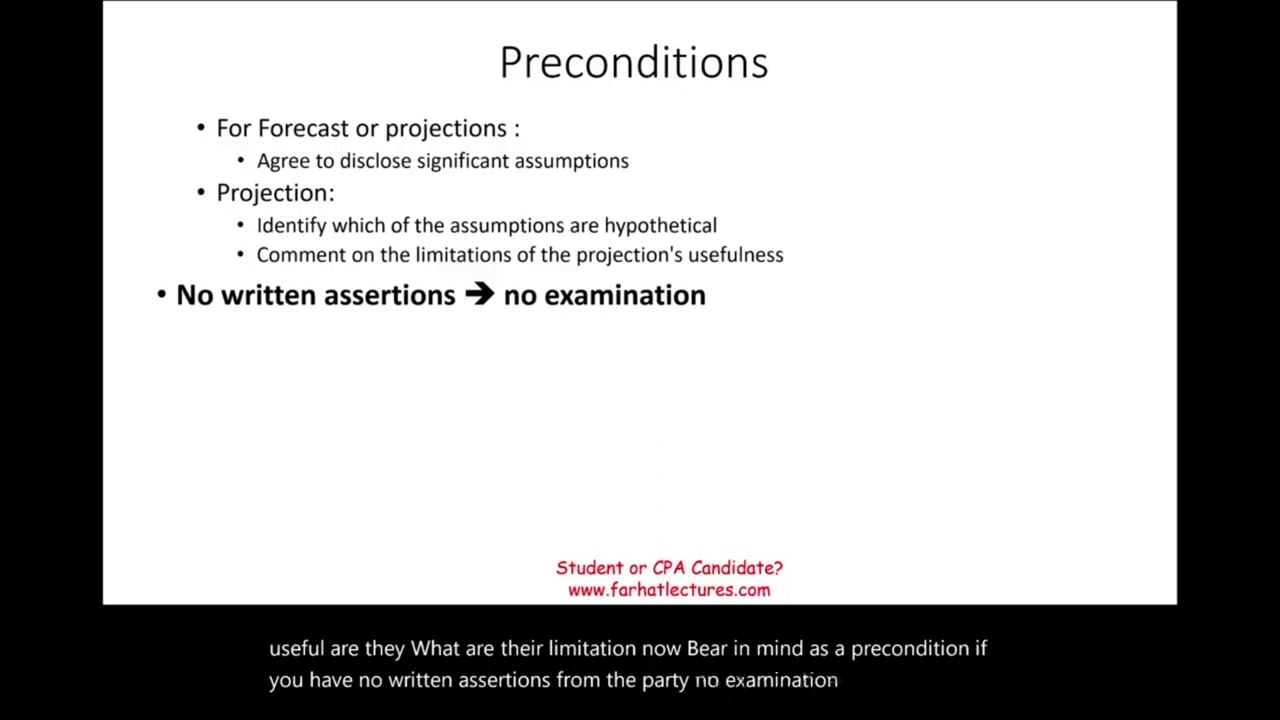 Preconditions
• For Forecast or projections :
• Agree to disclose significant assumptions
• Projection:
• Identify which of the assumptions are hypothetical
• Comment on the limitations of the projection's usefulness
• No written assertions ➔ no examination
Student or CPA Candidate?
www.farhatlectures.com
useful are they What are their limitation now Bear in mind as a precondition if
you have no written assertions from the party no examination